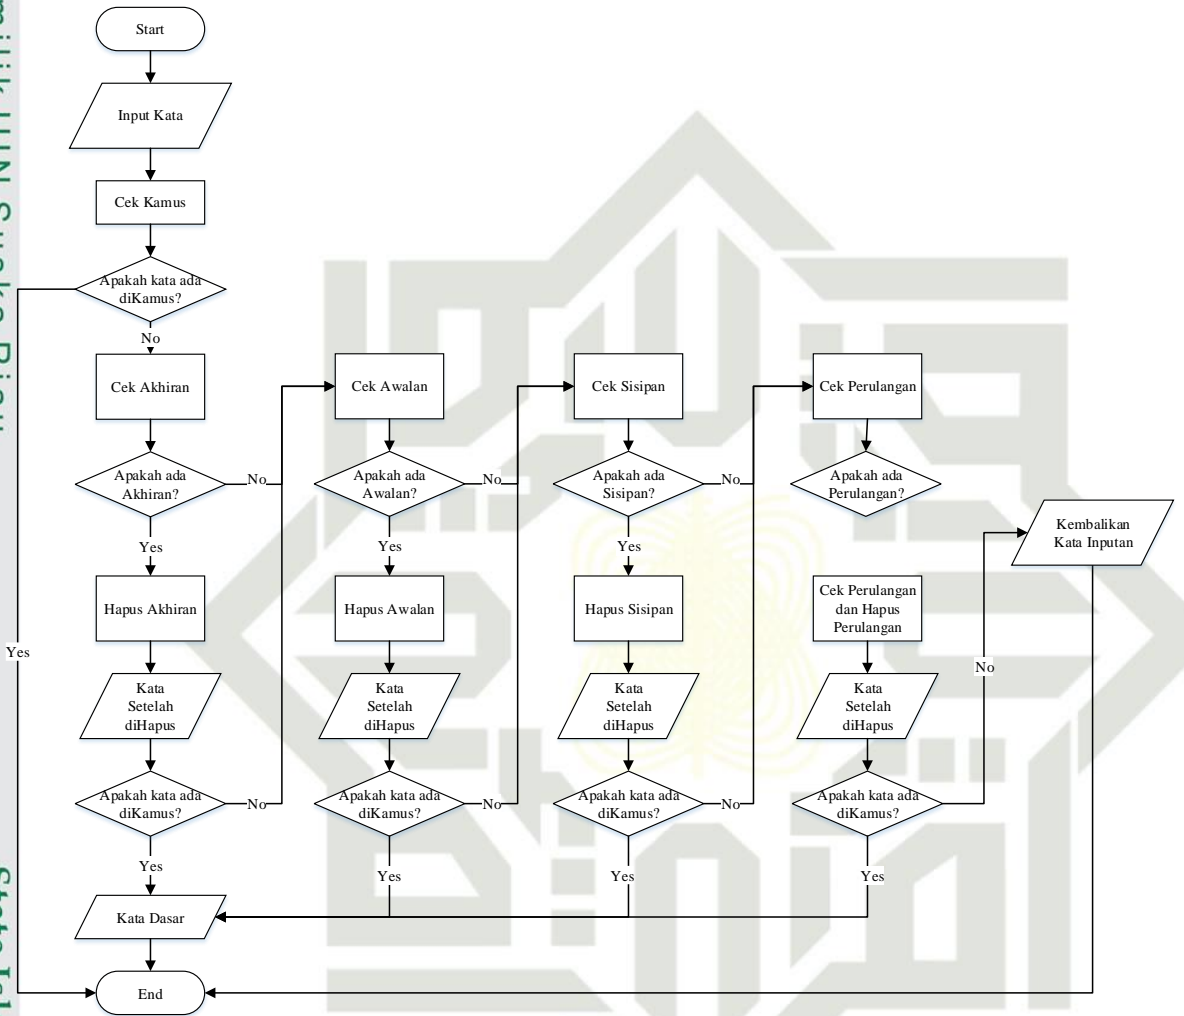 Start
Input Kata
Cek Kamus
Apakah kata ada
diKamus?
No
Yes
Cek Akhiran
Apakah ada
Akhiran?
No
Yes
Hapus Akhiran
Kata
Setelah
diHapus
Apakah kata ada
diKamus?
No
Yes
Kata Dasar
End
Cek Awalan
Apakah ada
Awalan?
No
Yes
Hapus Awalan
Kata
Setelah
diHapus
Apakah kata ada
diKamus?
No
Yes
Cek Sisipan
Apakah ada
Sisipan?
No
Yes
Hapus Sisipan
Kata
Setelah
diHapus
Apakah kata ada
diKamus?
No
Yes
Cek Perulangan
Apakah ada
Perulangan?
Cek Perulangan
dan Hapus
Perulangan
Kata
Setelah
diHapus
Apakah kata ada
diKamus?
No
Yes
Kembalikan
Kata Inputan
milik UIN Suska Riau